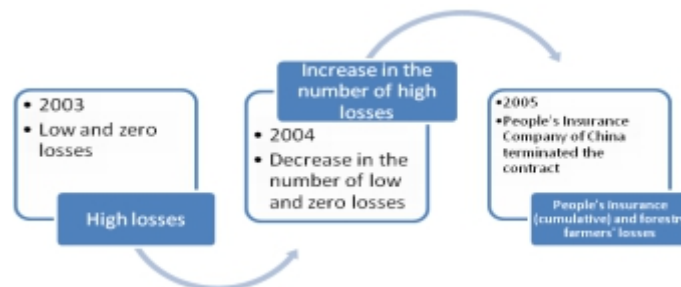 • 2003
• Low and zero
losses
High losses
Increase in the
number of high
losses
• 2004
• Decrease in the
number of low
and zero losses
•2005
•People's Insurance
Company of China
terminated the
contract
People's Insurance
(cumulative) and forestry
farmers' losses